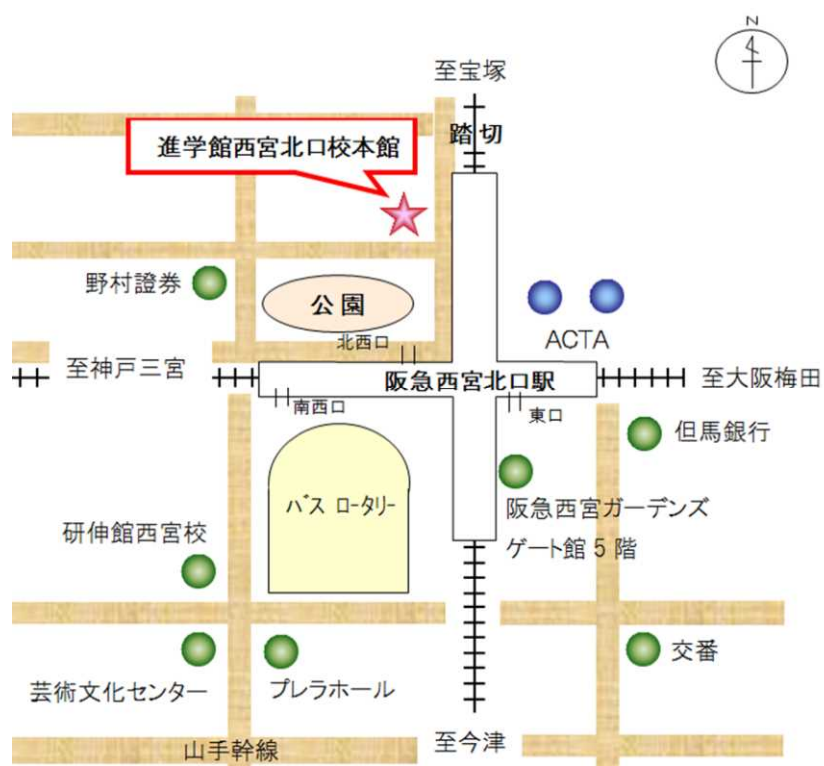 N
至宝塚
踏切
進学館西宮北口校本館
野村證券
公園
ACTA
北西口
至神戸三宮
阪急西宮北口駅
至大阪梅田
南西口
東口
但馬銀行
バス ロータリー
阪急西宮ガーデンズ
ゲート館 5 階
研伸館西宮校
芸術文化センター
プレラホール
交番
山手幹線
至今津